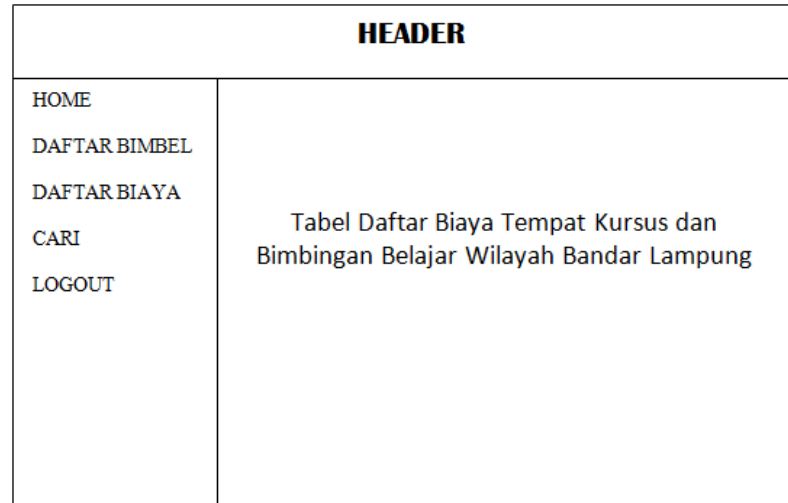 HEADER
HOME
DAFTAR BIMBEL
DAFTAR BIAYA
CARI
LOGOUT
Tabel Daftar Biaya Tempat Kursus dan
Bimbingan Belajar Wilayah Bandar Lampung